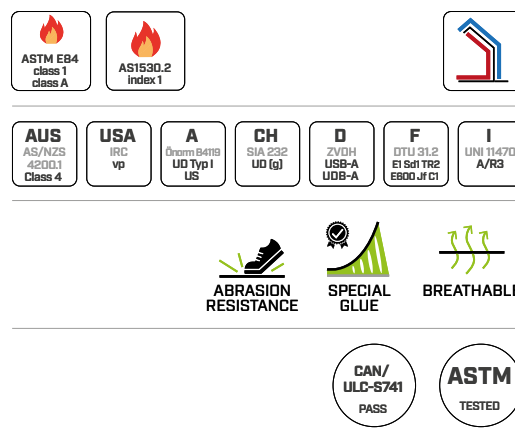 ASTM E84
class 1
class A
AS1530.2
index 1
AUS
AS/NZS
4200.1
Class 4
USA
IRC
vp
A
Önorm B4119
UD Typ I
US
CH
SIA 232
UD (g)
D
ZVDH
USB-A
UDB-A
F
DTU 31.2
E1 Sd1 TR2
E600 Jf C1
I
UNI 11470
A/R3
ABRASION
RESISTANCE
SPECIAL
GLUE
BREATHABLE
CAN/
ULC-S741
PASS
ASTM
TESTED